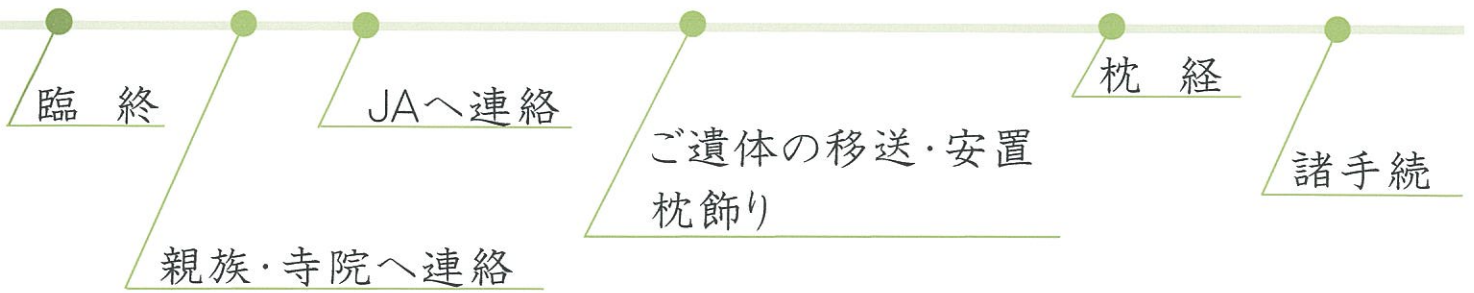 臨　終
親族・寺院へ連絡
JAへ連絡
ご遺体の移送・安置
枕飾り
枕　経
諸手続